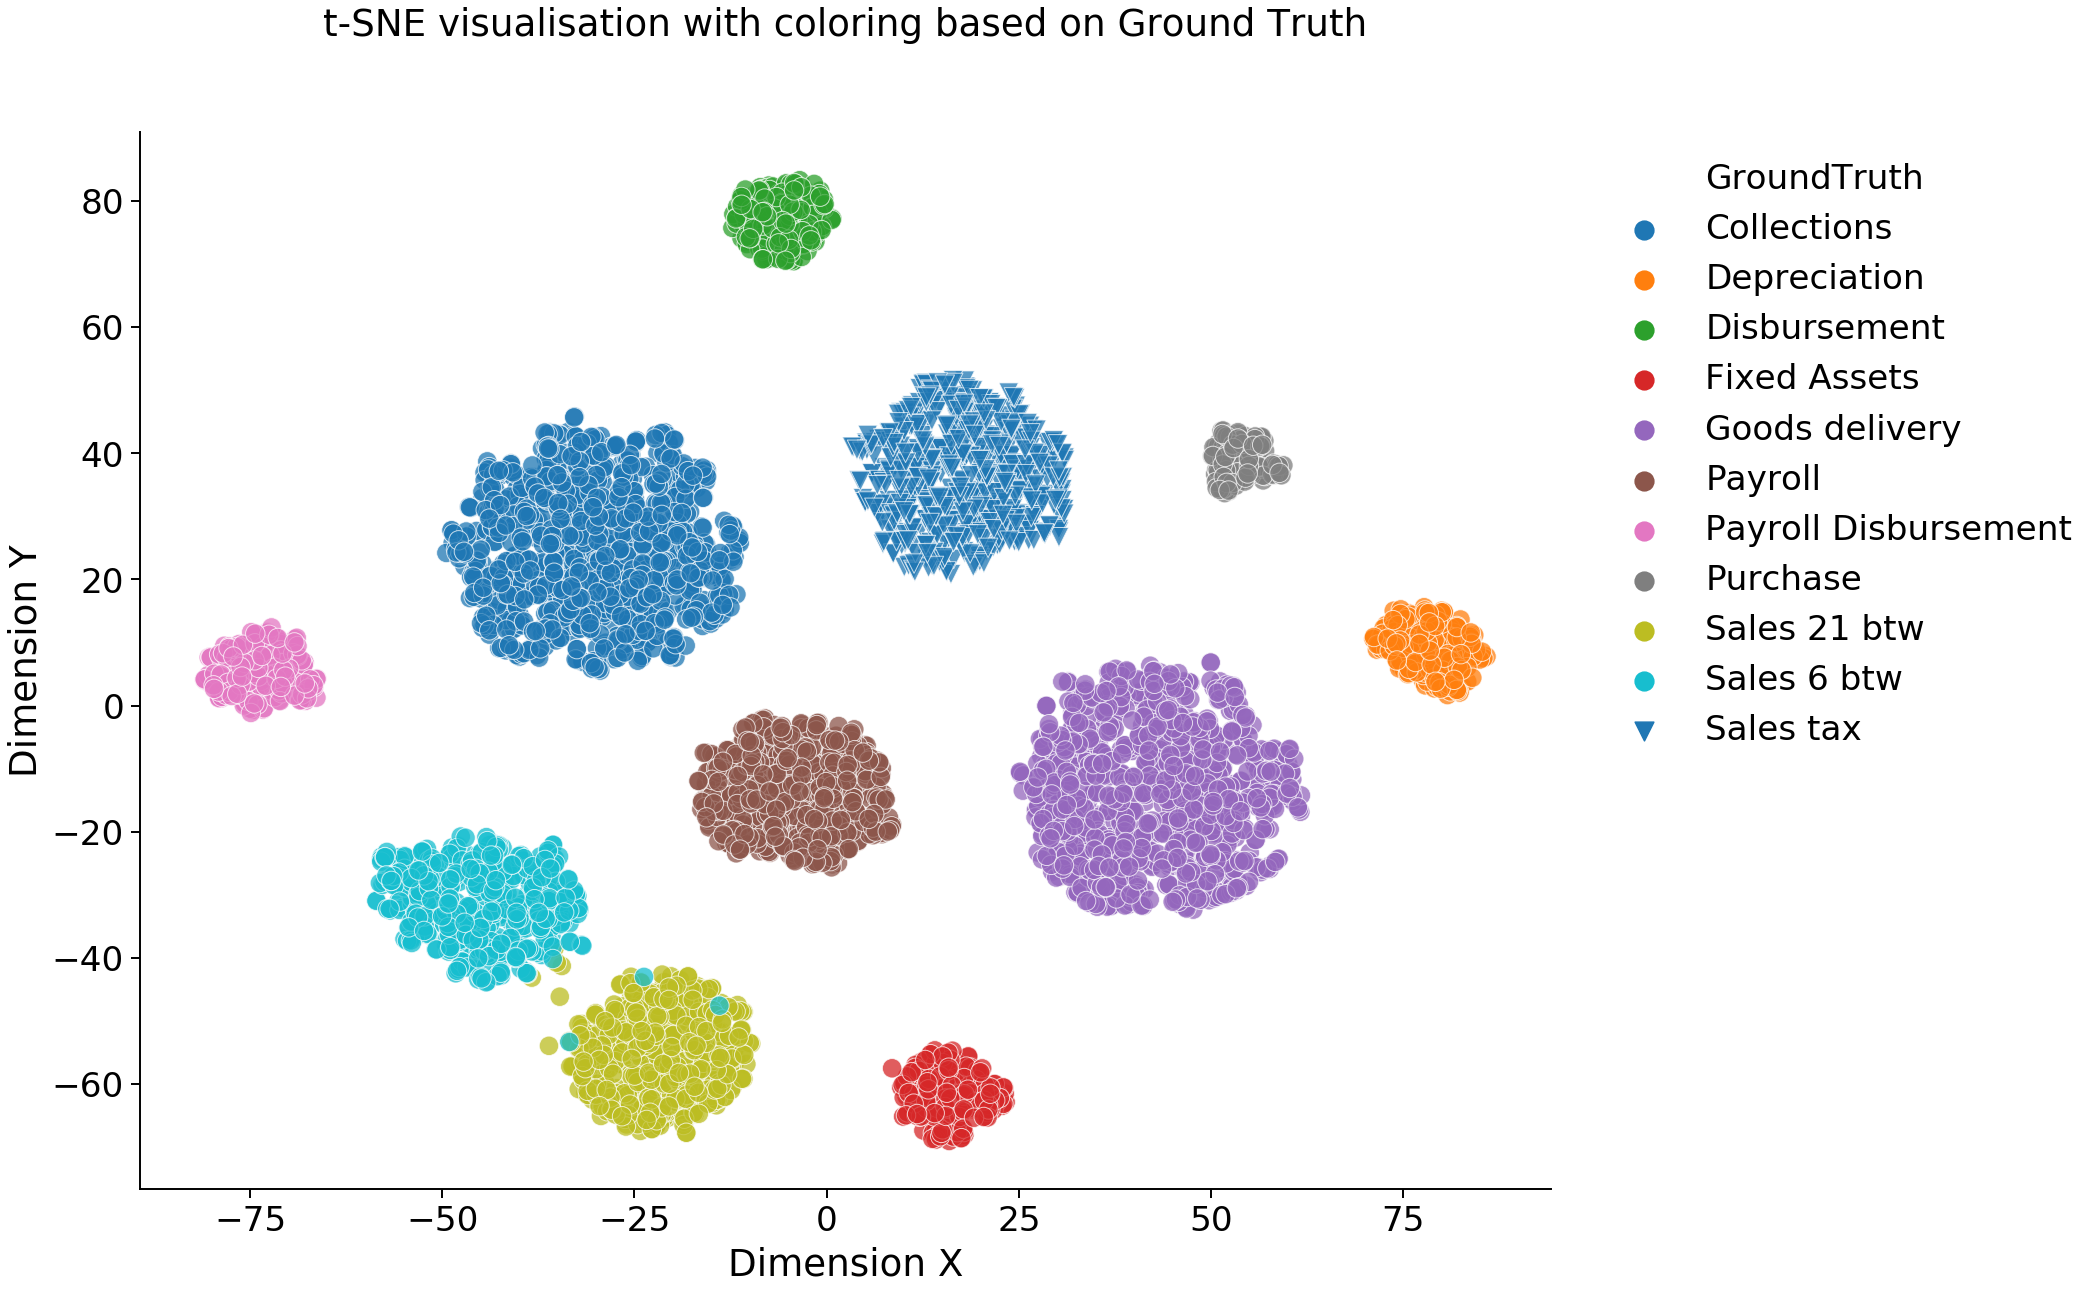 t-SNE visualisation with coloring based on Ground Truth
Dimension Y
80
60
40
20
0
−20
−40
−60
−75 −50 −25 0 25 50 75
Dimension X
GroundTruth
Collections
Depreciation
Disbursement
Fixed Assets
Goods delivery
Payroll
Payroll Disbursement
Purchase
Sales 21 btw
Sales 6 btw
Sales tax